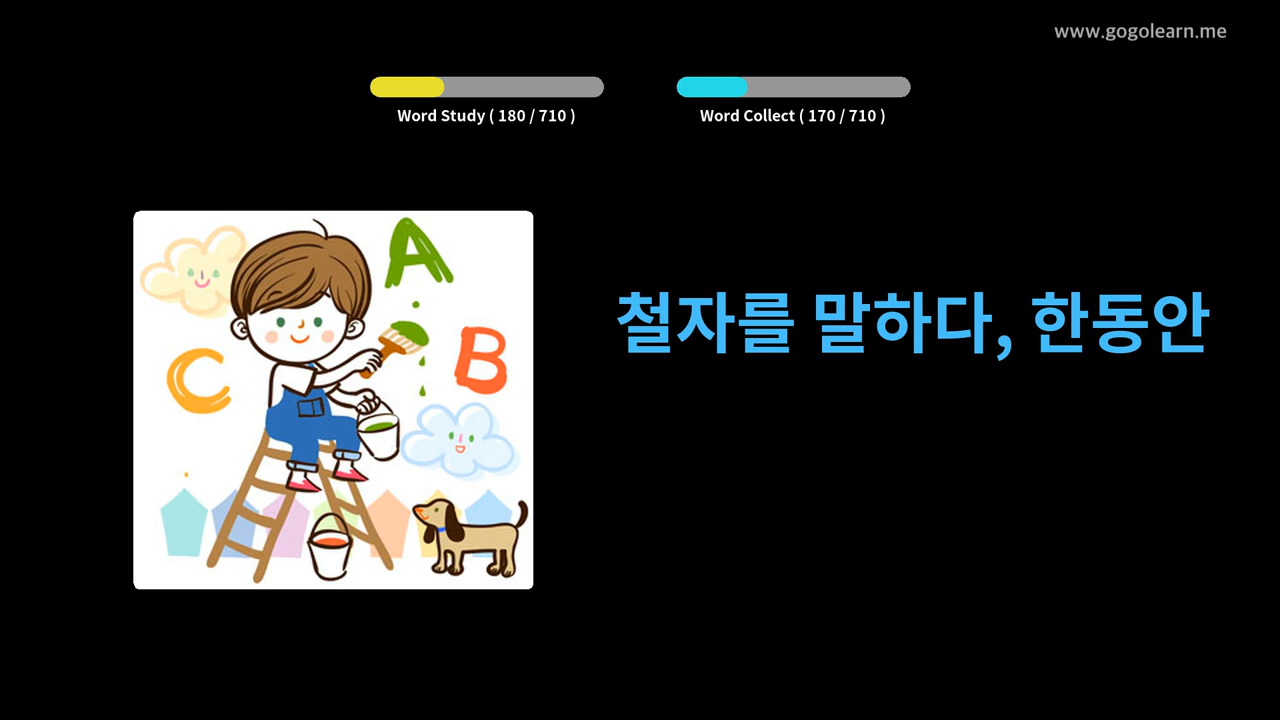 www.gogolearn.me
Word Study ( 180 / 710 )
Word Collect ( 170 / 710 )
A
B
C
철자를 말하다, 한동안